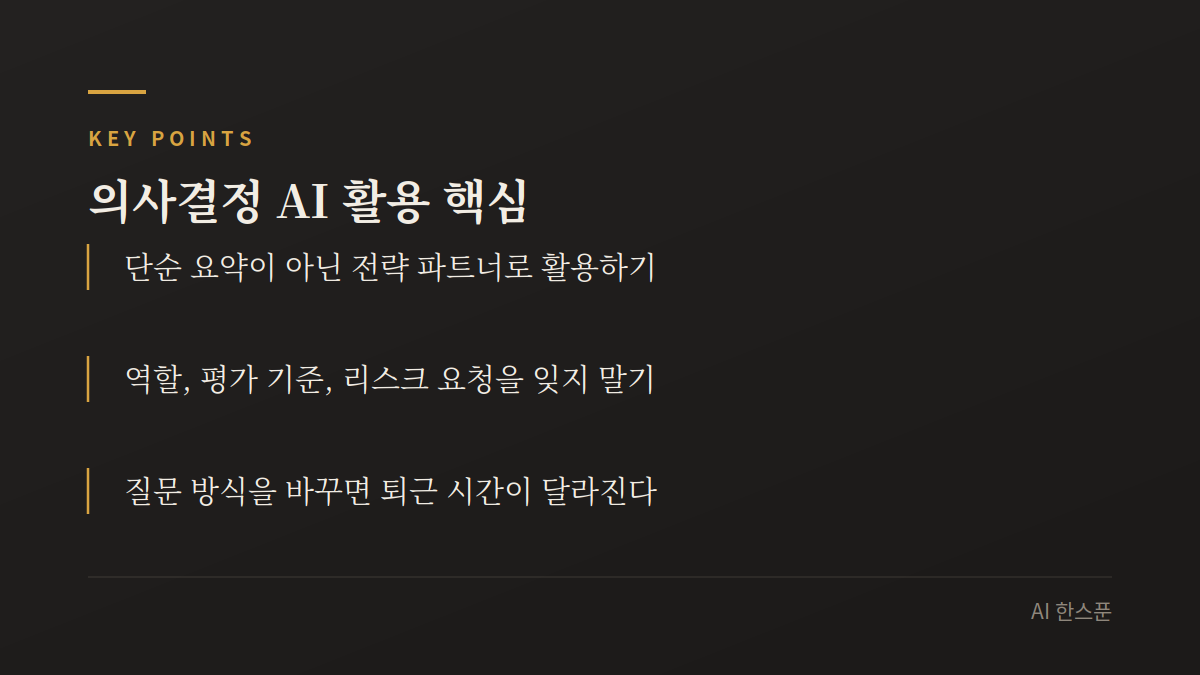 KEY POINTS
의사결정 AI 활용 핵심
단순 요약이 아닌 전략 파트너로 활용하기
역할, 평가 기준, 리스크 요청을 잊지 말기
질문 방식을 바꾸면 퇴근 시간이 달라진다
AI 한스푼